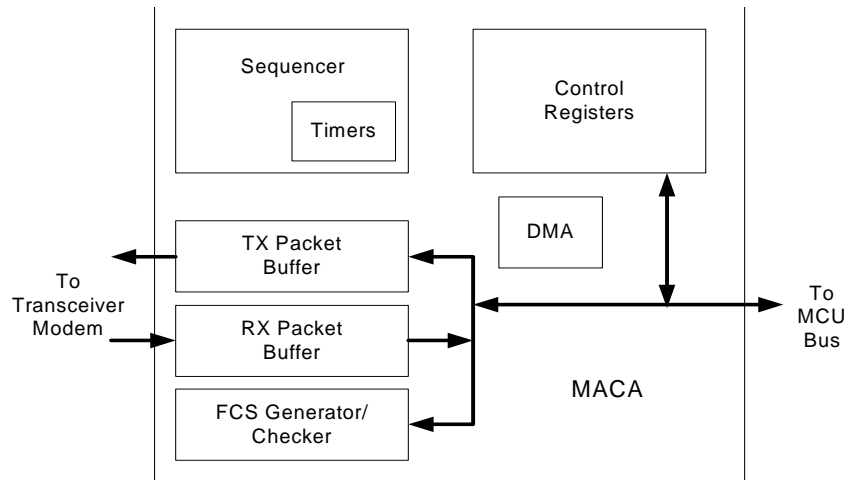 Sequencer
Timers
Control
Registers
DMA
TX Packet
Buffer
To
Transceiver
Modem
RX Packet
Buffer
To
MCU
Bus
FCS Generator/
Checker
MACA